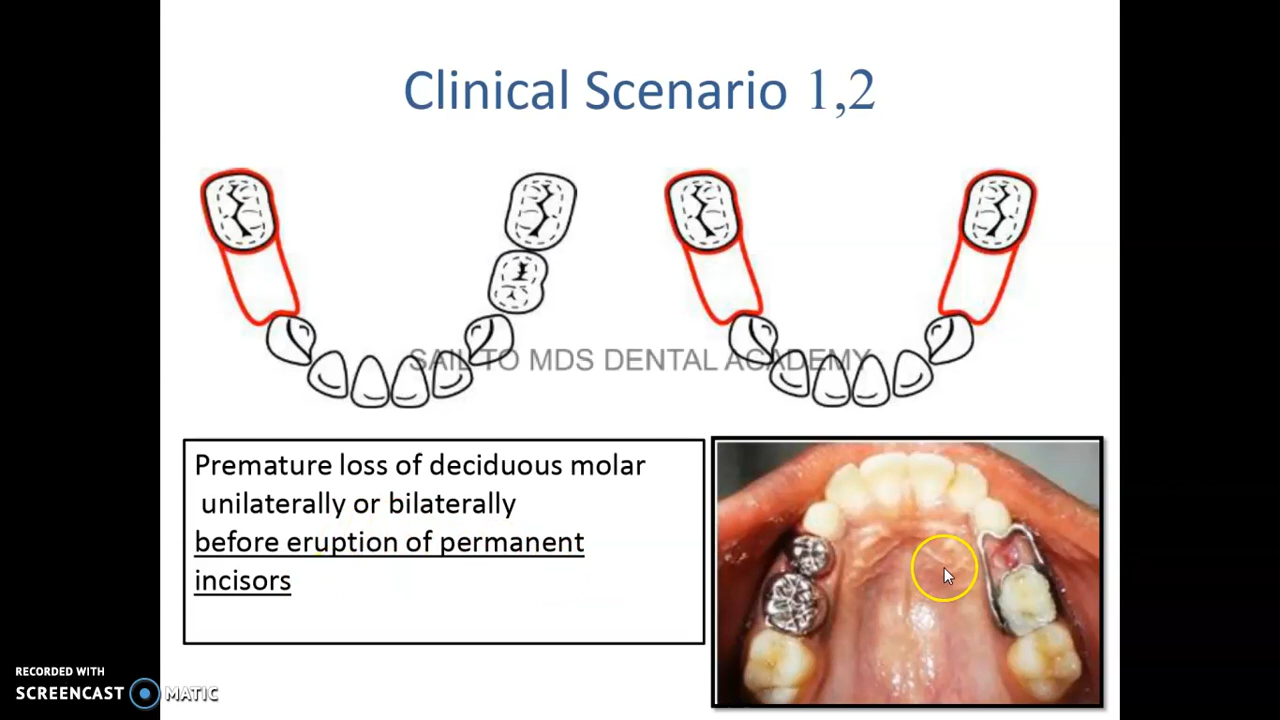 Clinical Scenario 1,2
SAIL TO MDS DENTAL ACADEMY
Premature loss of deciduous molar
unilaterally or bilaterally
before eruption of permanent
incisors
RECORDED WITH
SCREENCAST MATIC